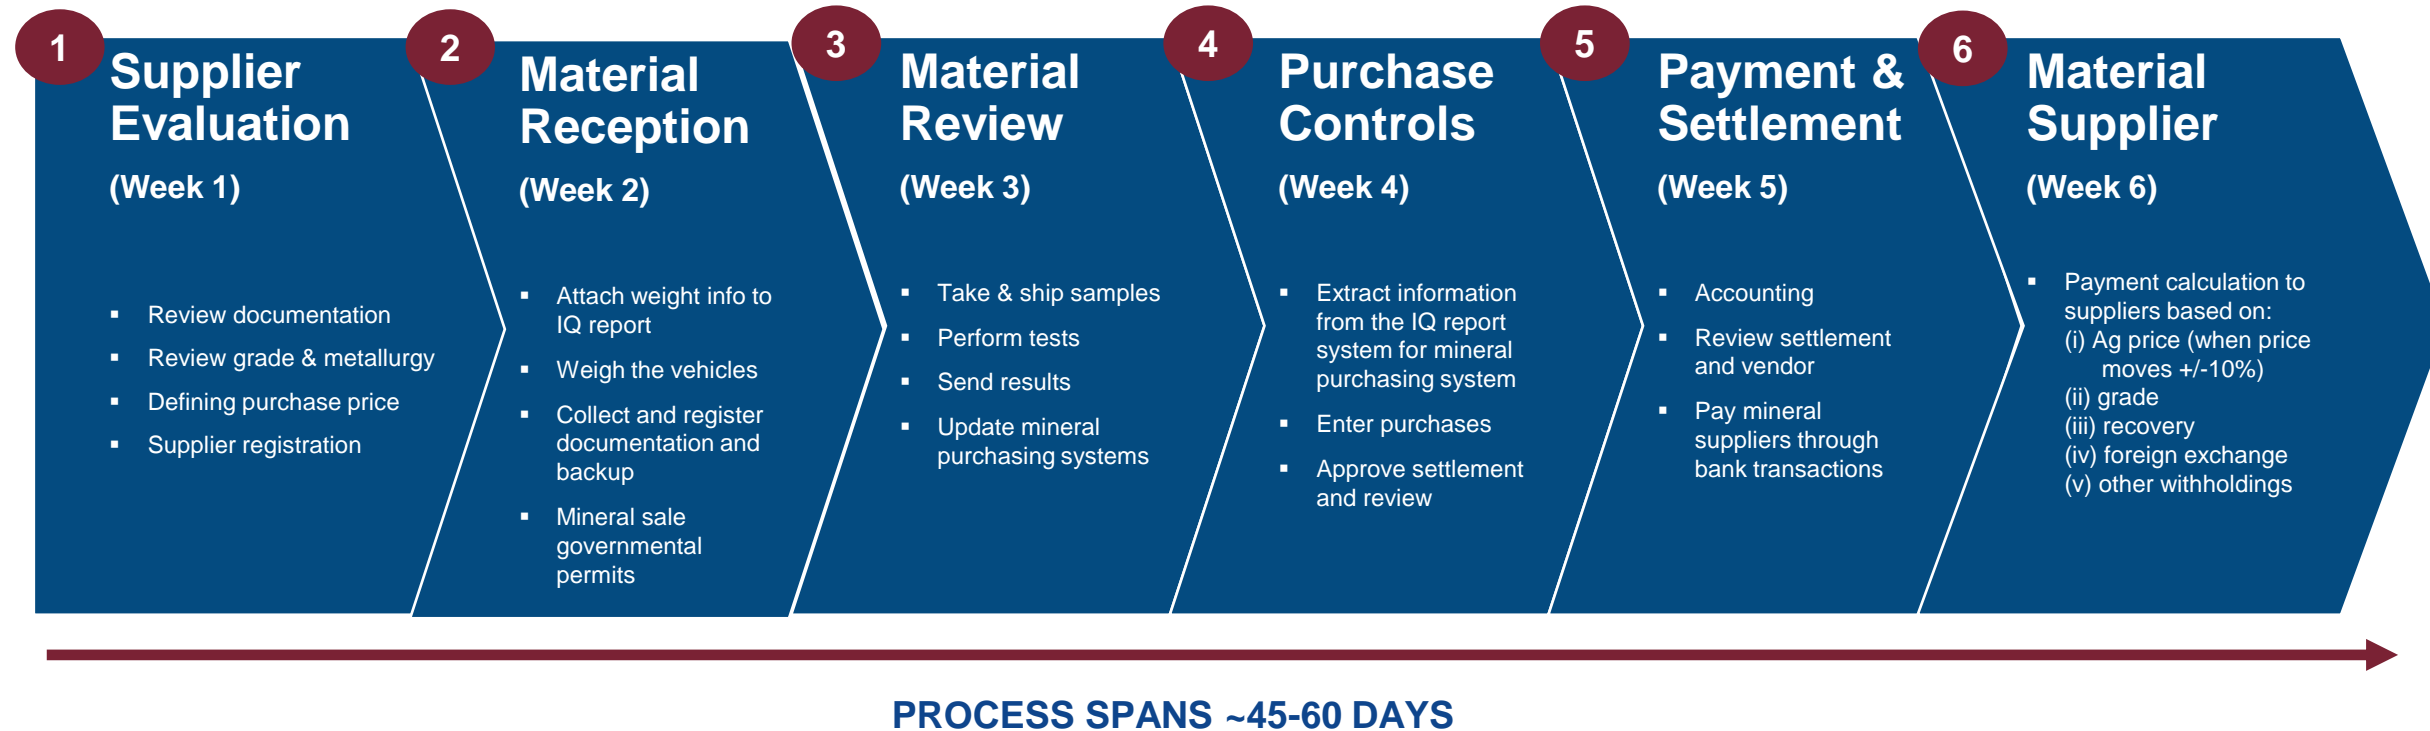 1
Supplier
Evaluation
(Week 1)
▪ Review documentation
▪ Review grade & metallurgy
▪ Defining purchase price
▪ Supplier registration
2
Material
Reception
(Week 2)
▪ Attach weight info to
IQ report
▪ Weigh the vehicles
▪ Collect and register
documentation and
backup
▪ Mineral sale
governmental
permits
3
Material
Review
(Week 3)
▪ Take & ship samples
▪ Perform tests
▪ Send results
▪ Update mineral
purchasing systems
4
Purchase
Controls
(Week 4)
▪ Extract information
from the IQ report
system for mineral
purchasing system
▪ Enter purchases
▪ Approve settlement
and review
5
Payment &
Settlement
(Week 5)
▪ Accounting
▪ Review settlement
and vendor
▪ Pay mineral
suppliers through
bank transactions
6
Material
Supplier
(Week 6)
▪ Payment calculation to
suppliers based on:
(i) Ag price (when price
moves +/-10%)
(ii) grade
(iii) recovery
(iv) foreign exchange
(v) other withholdings
PROCESS SPANS ~45-60 DAYS